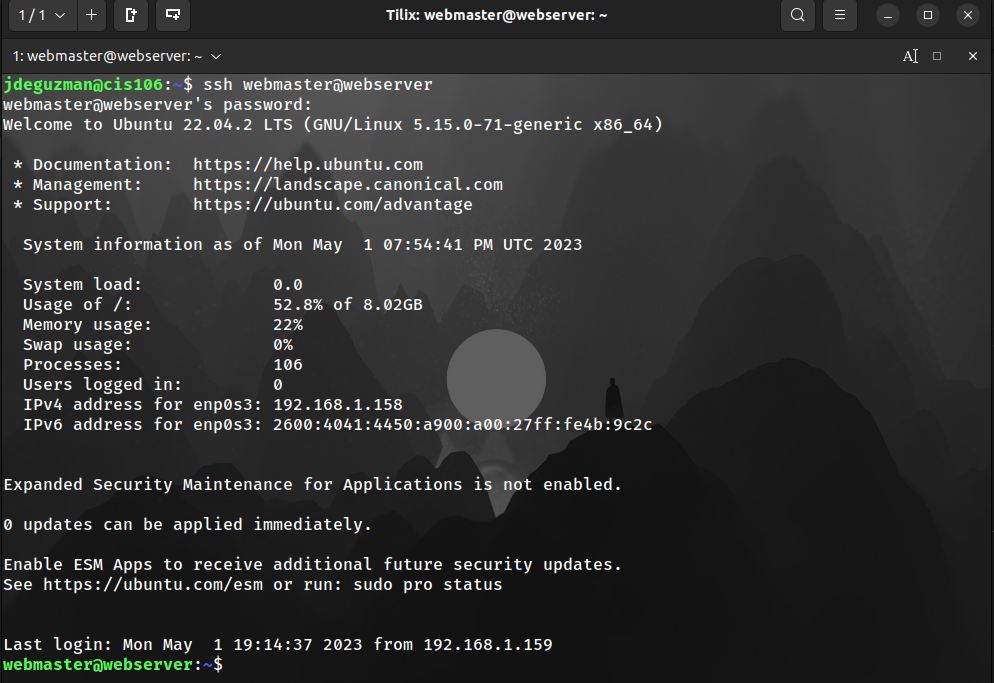 1 / 1
Tilix: webmaster@webserver: ~
1: webmaster@webserver: ~
jdeguzman@cis106:~$ ssh webmaster@webserver
webmaster@webserver's password:
Welcome to Ubuntu 22.04.2 LTS (GNU/Linux 5.15.0-71-generic x86_64)
 * Documentation:  https://help.ubuntu.com
 * Management:     https://landscape.canonical.com
 * Support:        https://ubuntu.com/advantage
  System information as of Mon May  1 07:54:41 PM UTC 2023
  System load:             0.0
  Usage of /:              52.8% of 8.02GB
  Memory usage:            22%
  Swap usage:              0%
  Processes:               106
  Users logged in:         0
  IPv4 address for enp0s3: 192.168.1.158
  IPv6 address for enp0s3: 2600:4041:4450:a900:a00:27ff:fe4b:9c2c
Expanded Security Maintenance for Applications is not enabled.
0 updates can be applied immediately.
Enable ESM Apps to receive additional future security updates.
See https://ubuntu.com/esm or run: sudo pro status
Last login: Mon May  1 19:14:37 2023 from 192.168.1.159
webmaster@webserver:~$